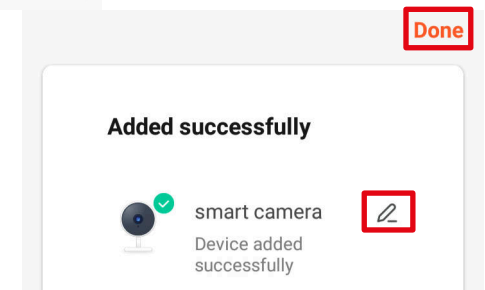 Done
Added successfully
smart camera
Device added
successfully